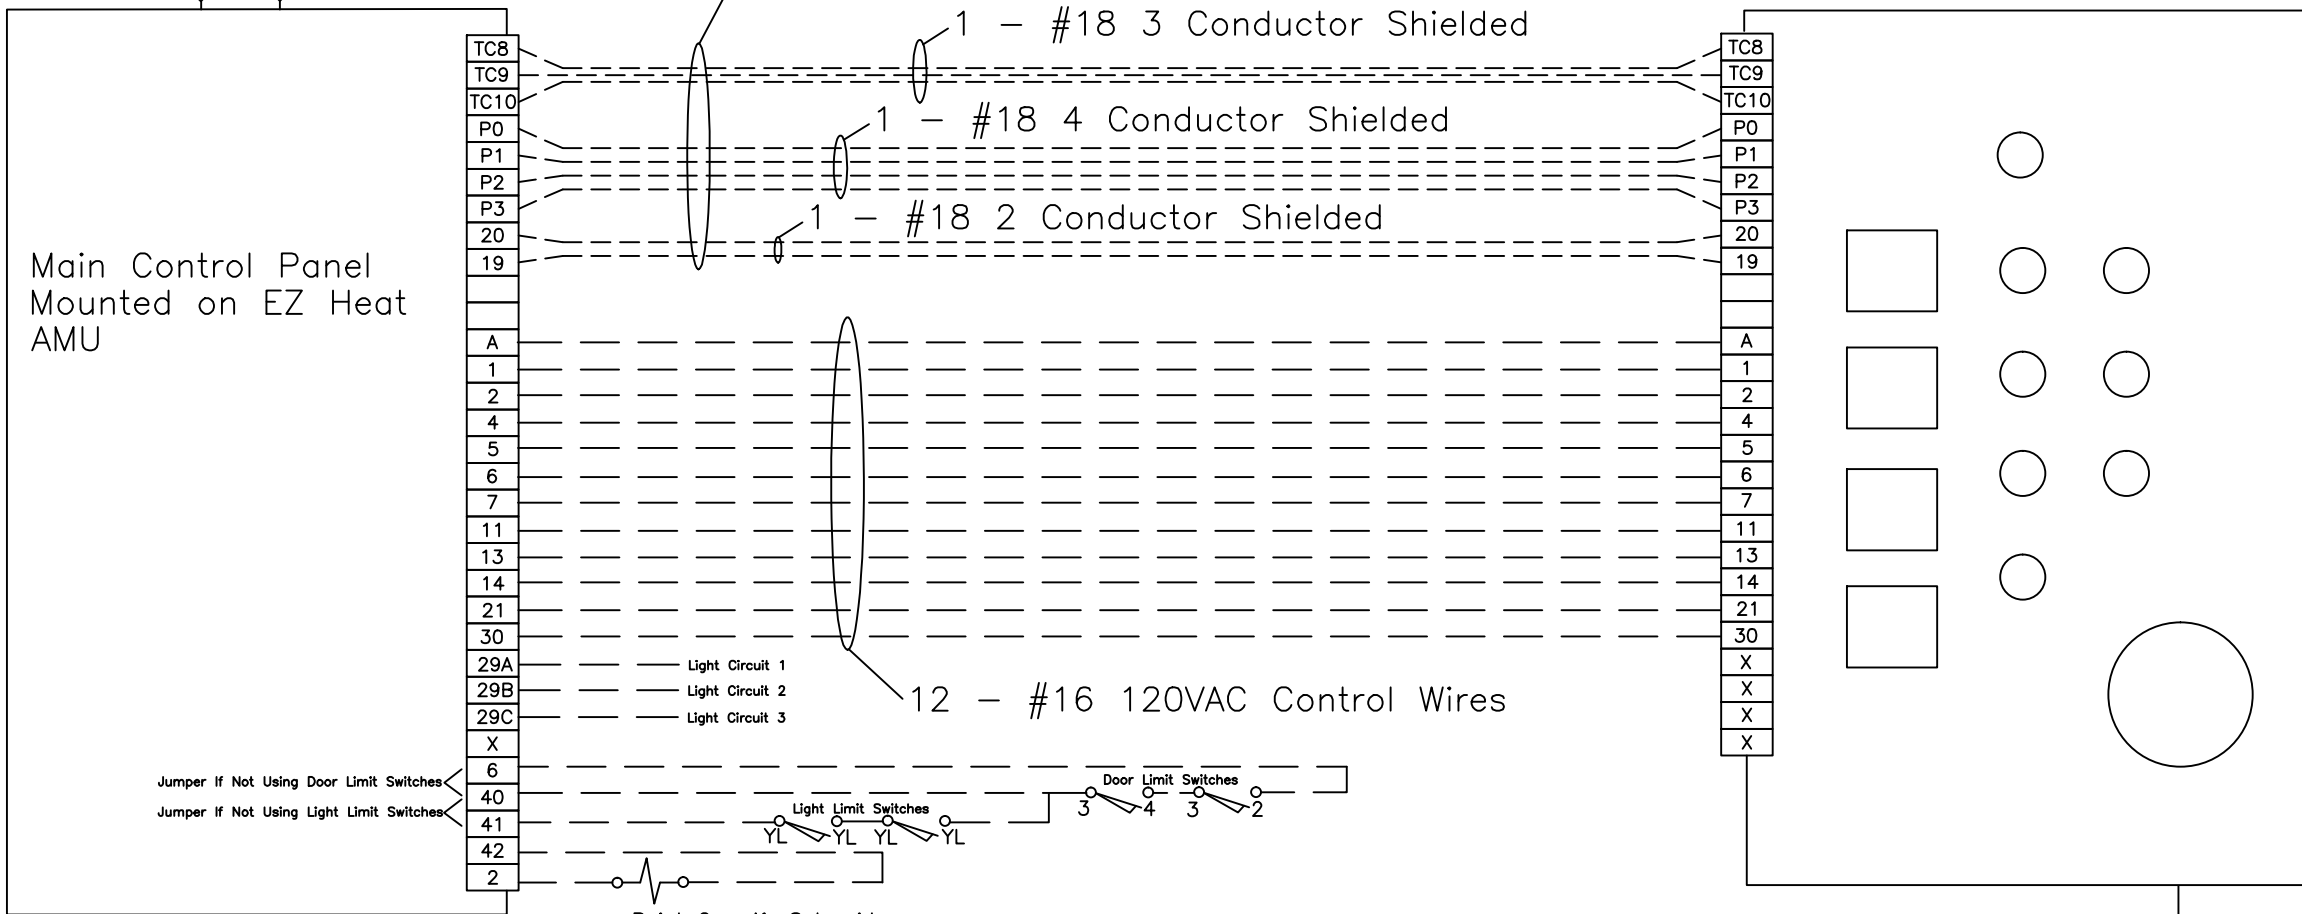 1 - #18 3 Conductor Shielded
1 - #18 4 Conductor Shielded
1 - #18 2 Conductor Shielded
Main Control Panel
Mounted on EZ Heat
AMU
TC8
TC9
TC10
P0
P1
P2
P3
20
19
A
1
2
4
5
6
7
11
13
14
21
30
29A
29B
29C
X
6
40
41
42
2
Light Circuit 1
Light Circuit 2
Light Circuit 3
12 - #16 120VAC Control Wires
Jumper If Not Using Door Limit Switches
Jumper If Not Using Light Limit Switches
Door Limit Switches
3 4 3 2
Light Limit Switches
YL YL YL YL
TC8
TC9
TC10
P0
P1
P2
P3
20
19
A
1
2
4
5
6
7
11
13
14
21
30
X
X
X
X